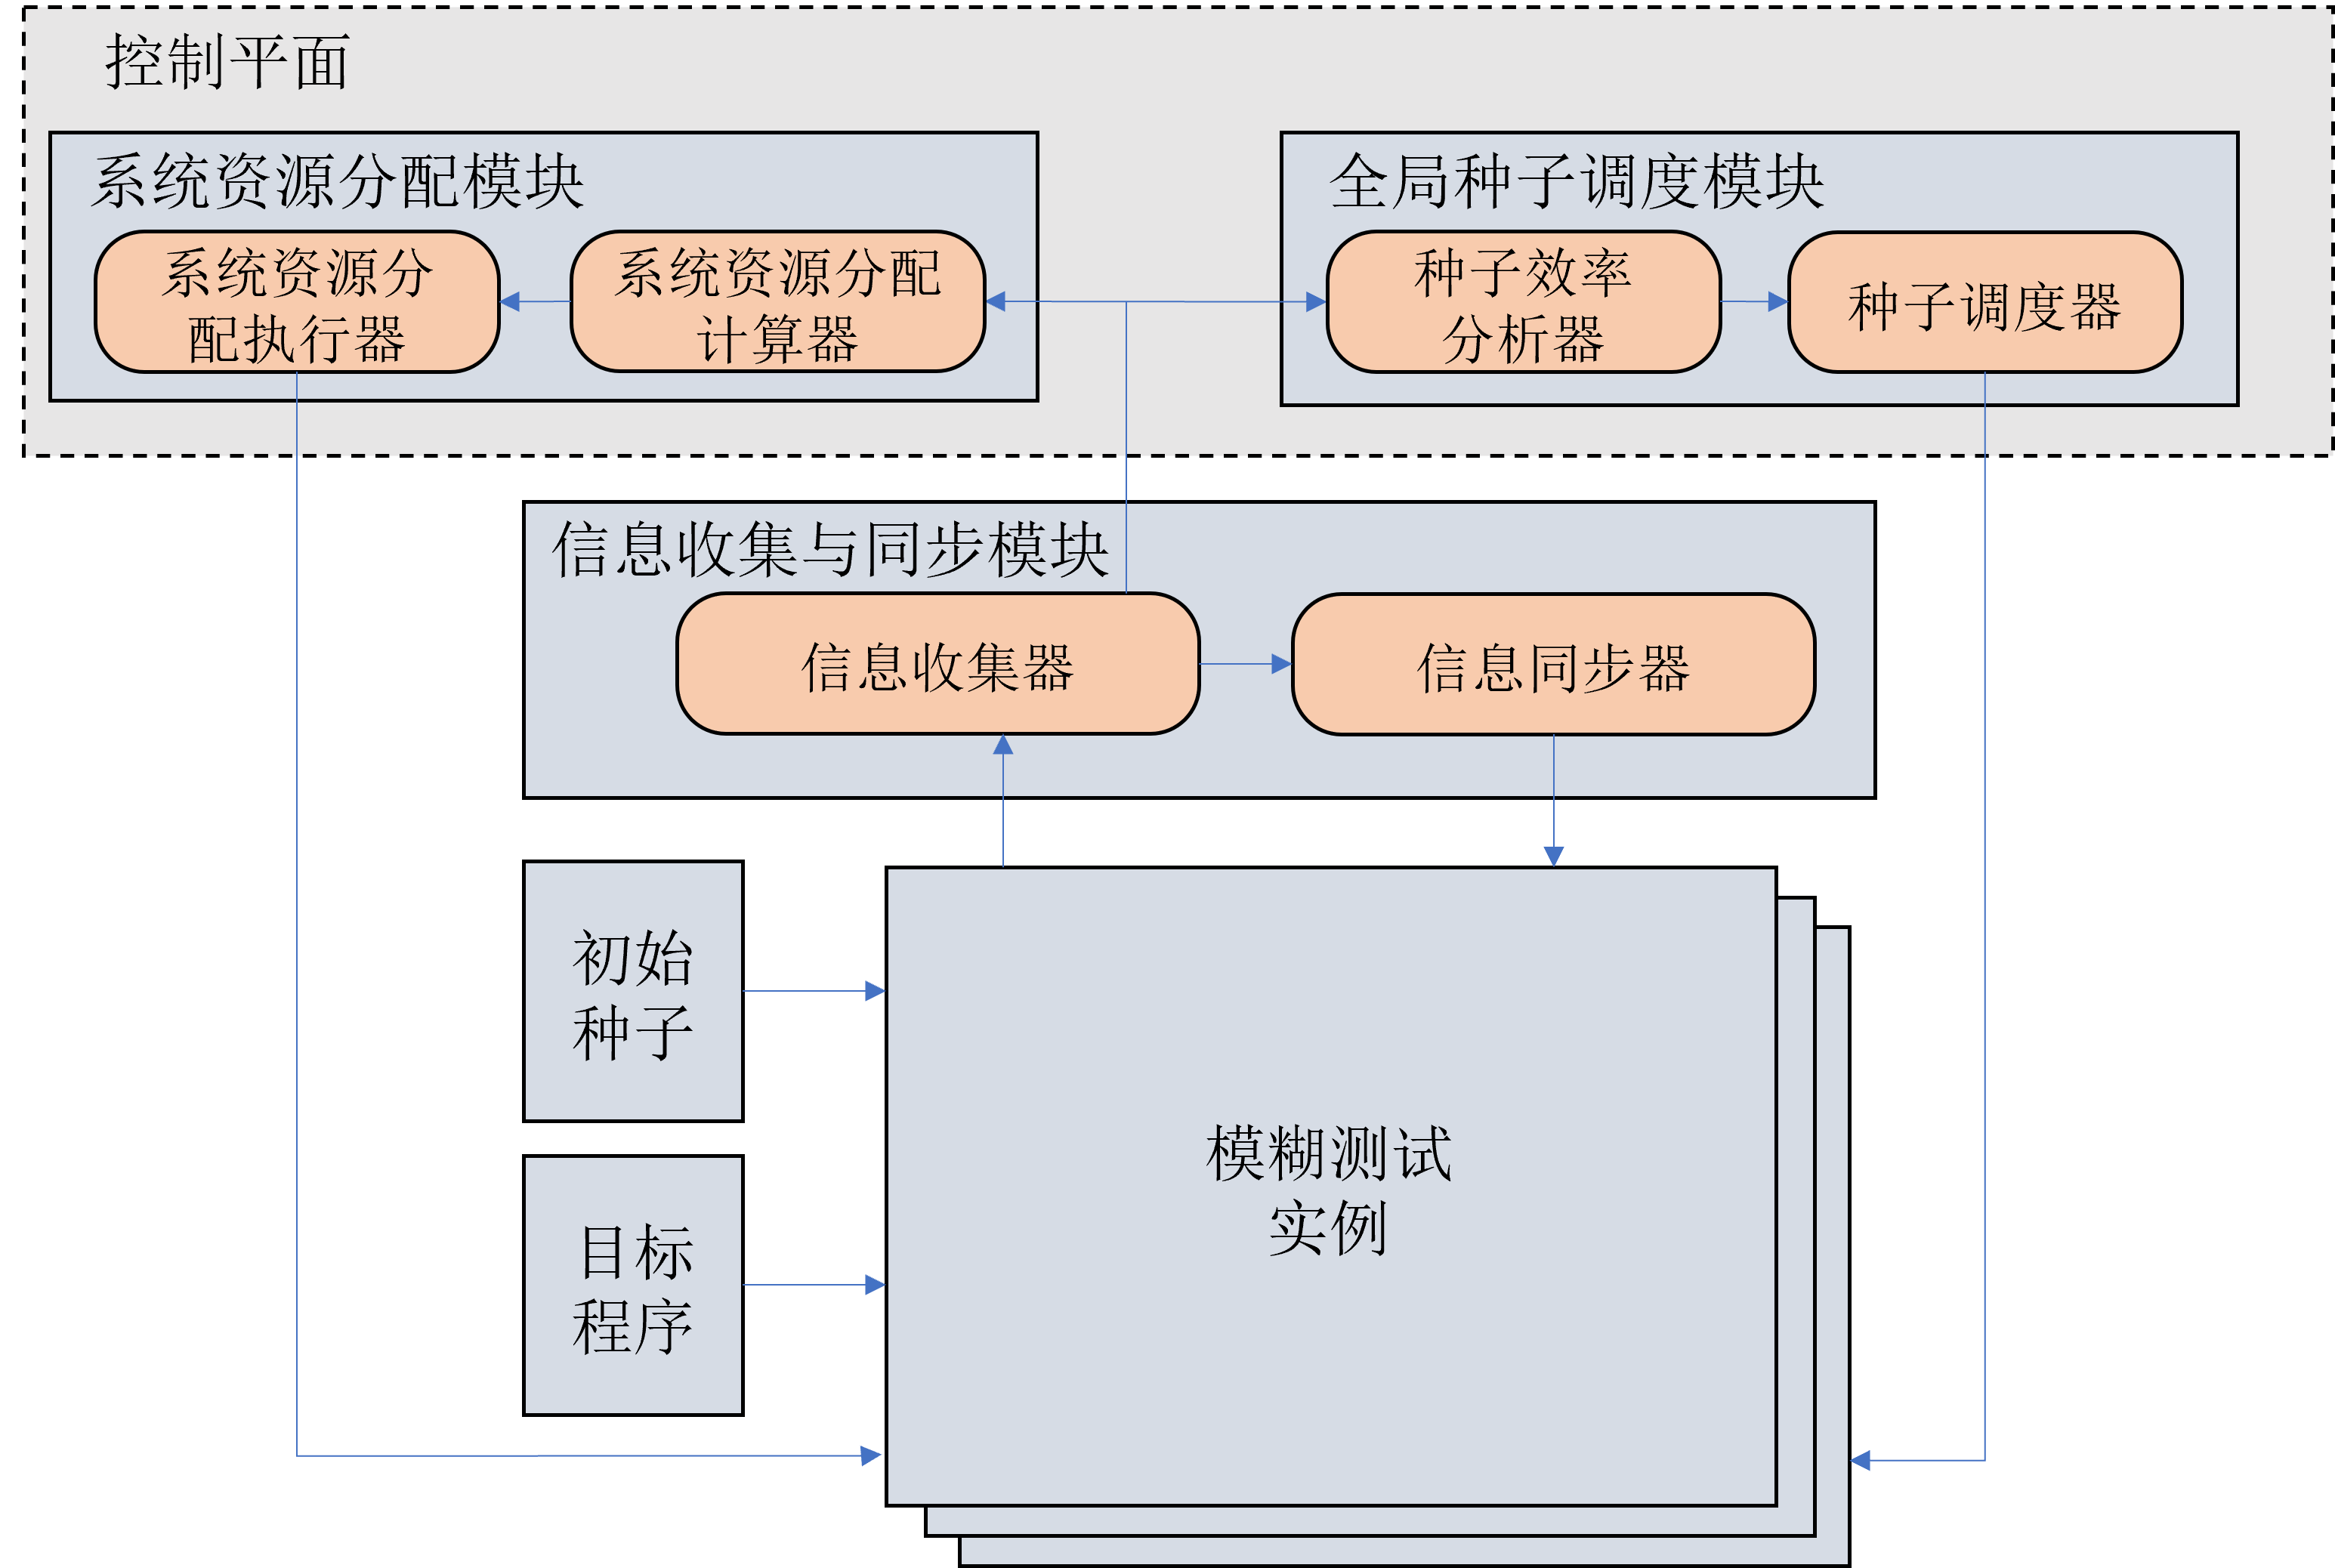 控制平面
系统资源分配模块
系统资源分
配执行器
系统资源分配
计算器
全局种子调度模块
种子效率
分析器
种子调度器
信息收集与同步模块
信息收集器
信息同步器
初始
种子
目标
程序
模糊测试
实例